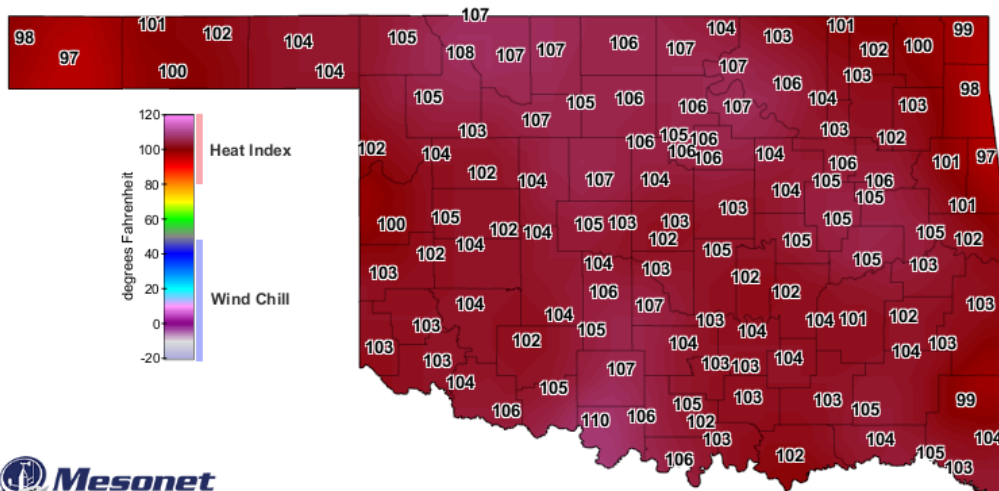 107
98 101 102 104 105 104 103 101 99
97 108 107 107 106 107 102 100
100 104 107 103
105 106 104 98
105 106 107 103
107
120
103 106 105 106 103 102
102 104 106 106 104 106 101 97
100 Heat Index
102 104 107 104 105 106
80 104 105 101
103
60 100 105 102 104 105 103 103 105 105 102
104 102 105
40 102 105 103
103 104 103 102
20 Wind Chill 106 102
104 107 103
0 103 104 105 103 104 104 101 102
-20 103 102 104 104 103
103 107 103 103 104
104 105 103 103 99
106 110 106 105 102 105
103 104 104
106 102 105 103
degrees Fahrenheit
Mesonet